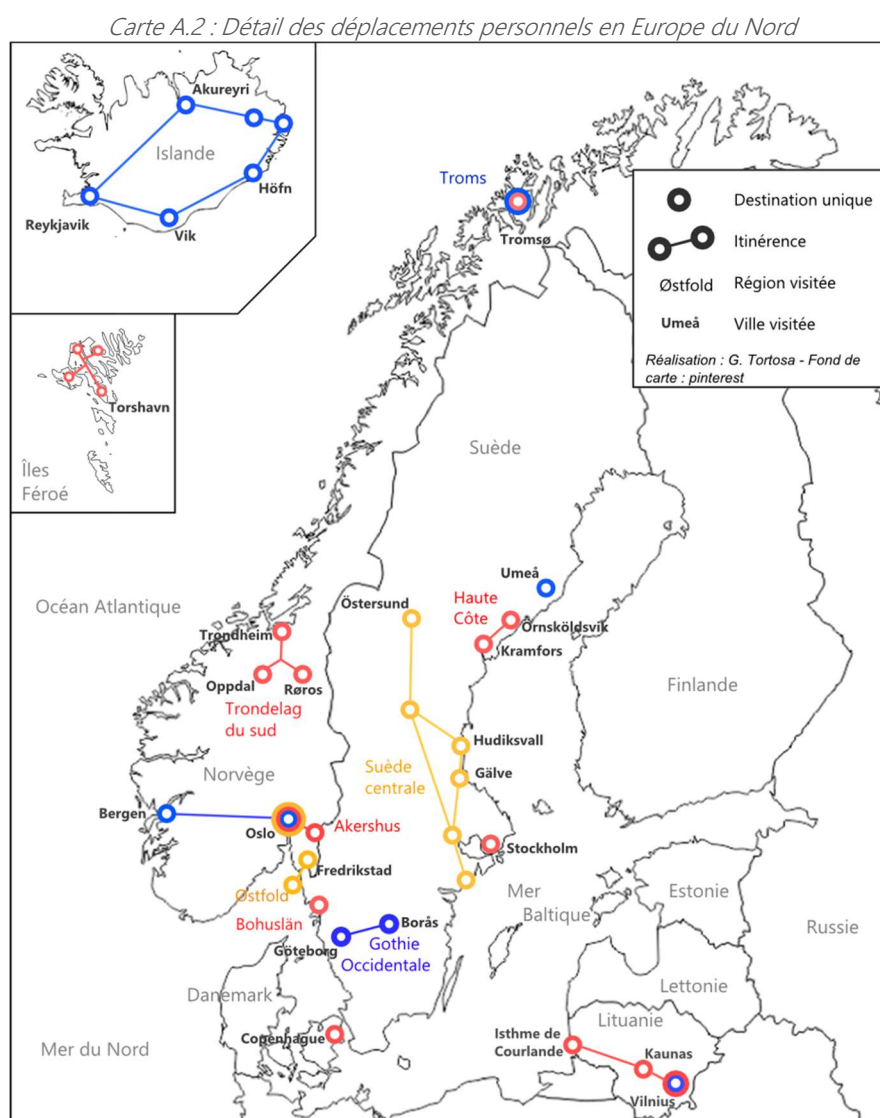 Carte A.2 : Détail des déplacements personnels en Europe du Nord
Akureyri
Islande
Höfn
Reykjavik
Vik
Troms
Tromsø
Destination unique
Itinérence
Østfold
Région visitée
Umeå
Ville visitée
Réalisation : G. Tortosa - Fond de
carte : pinterest
Torshavn
Îles
Féroé
Suède
Océan Atlantique
Umeå
Östersund
Haute
Côte
Örnsköldsvik
Kramfors
Trondheim
Oppdal
Røros
Trondelag
du sud
Finlande
Hudiksvall
Suède
centrale
Gälve
Norvège
Bergen
Oslo
Akershus
Stockholm
Fredrikstad
Østfold
Mer
Baltique
Estonie
Bohuslän
Borås
Göteborg
Gothie
Occidentale
Russie
Danemark
Lettonie
Lituanie
Copenhague
Mer du Nord
Isthme de
Courlande
Kaunas
Vilnius